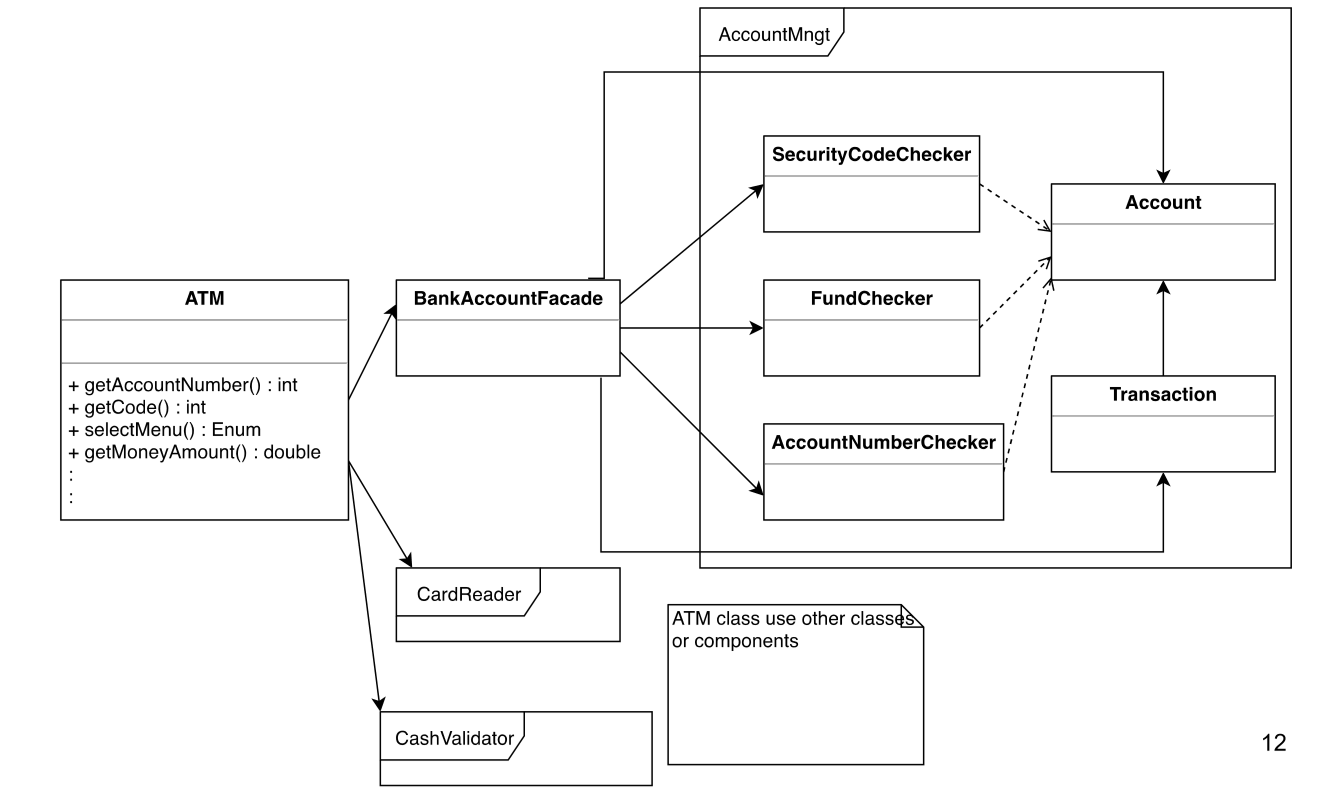 AccountMngt
SecurityCodeChecker
Account
ATM
+ getAccountNumber() : int
+ getCode() : int
+ selectMenu() : Enum
+ getMoneyAmount() : double
:
:
BankAccountFacade
FundChecker
Transaction
AccountNumberChecker
CardReader
ATM class use other classes
or components
CashValidator
12